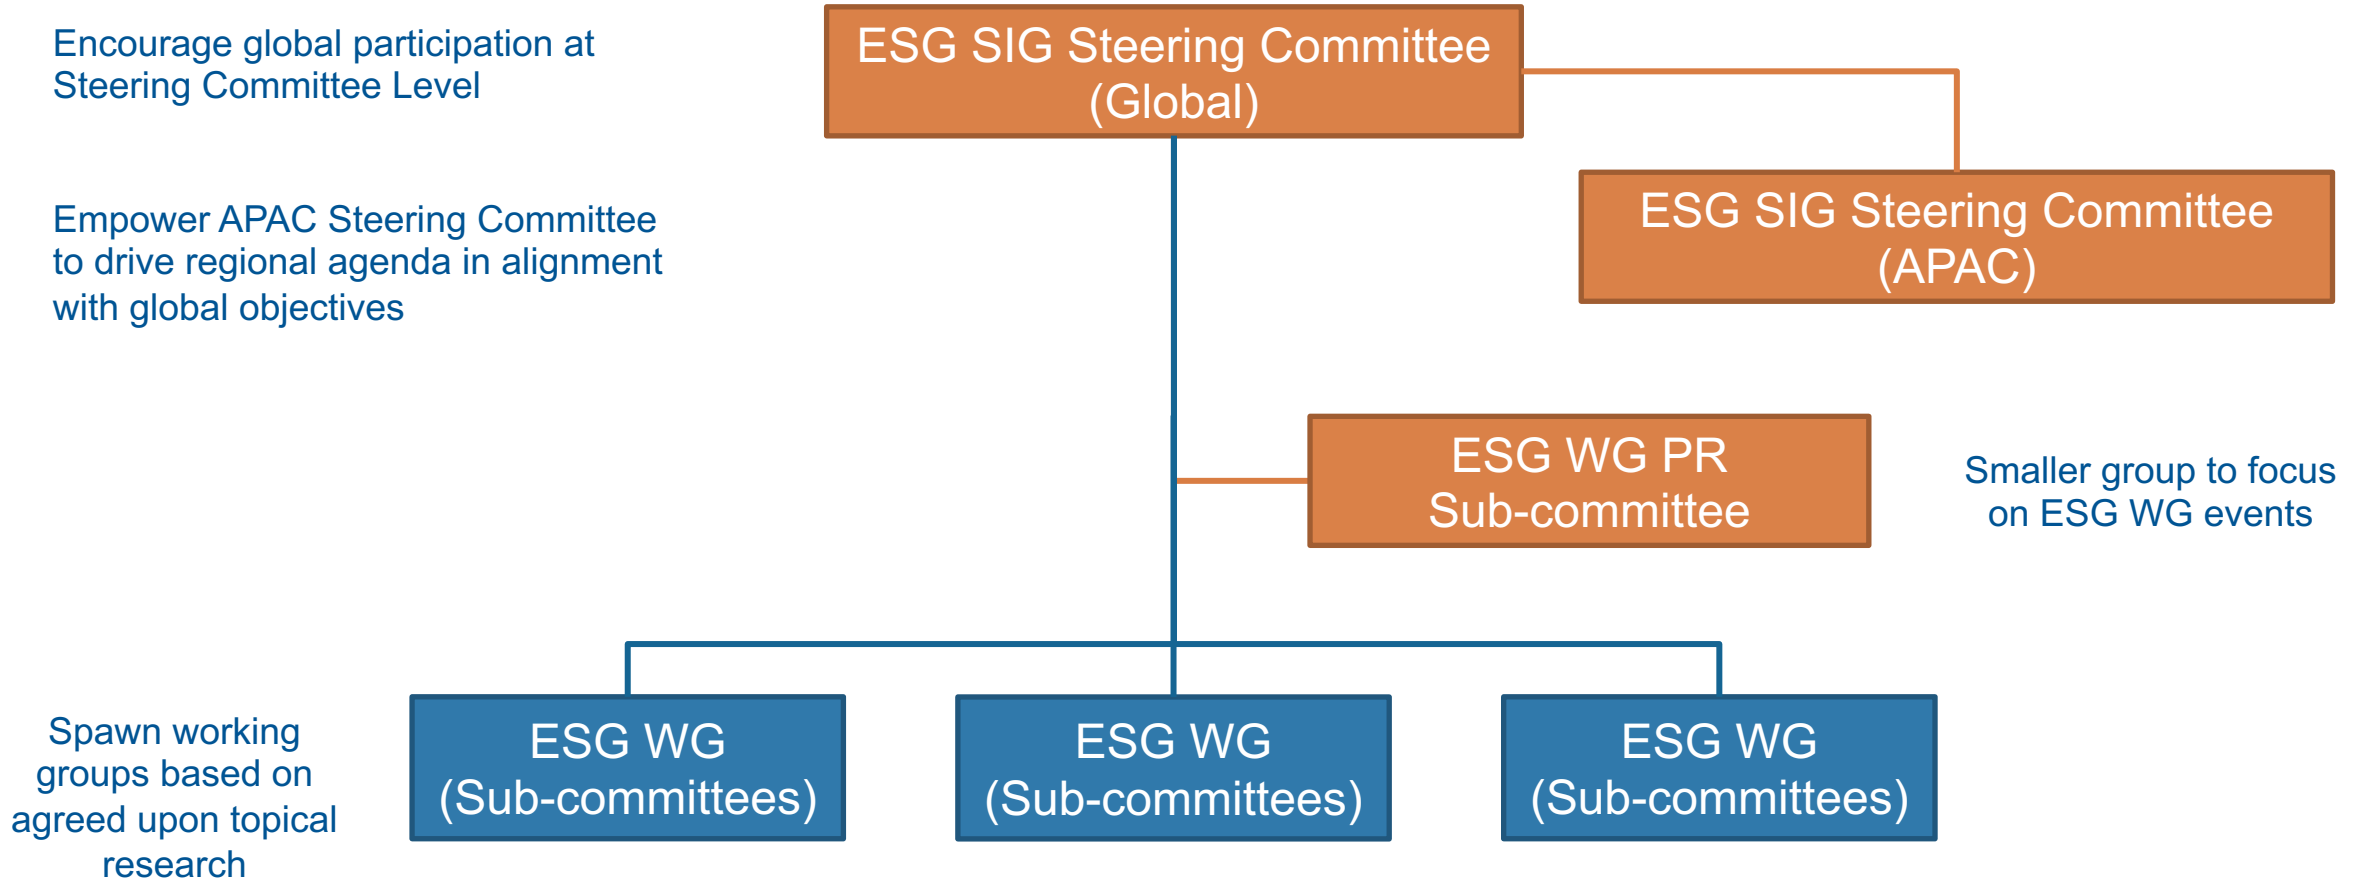 Encourage global participation at
Steering Committee Level
ESG SIG Steering Committee
(Global)
Empower APAC Steering Committee
to drive regional agenda in alignment
with global objectives
ESG SIG Steering Committee
(APAC)
ESG WG PR
Sub-committee
Smaller group to focus
on ESG WG events
Spawn working
groups based on
agreed upon topical
research
ESG WG
(Sub-committees)
ESG WG
(Sub-committees)
ESG WG
(Sub-committees)